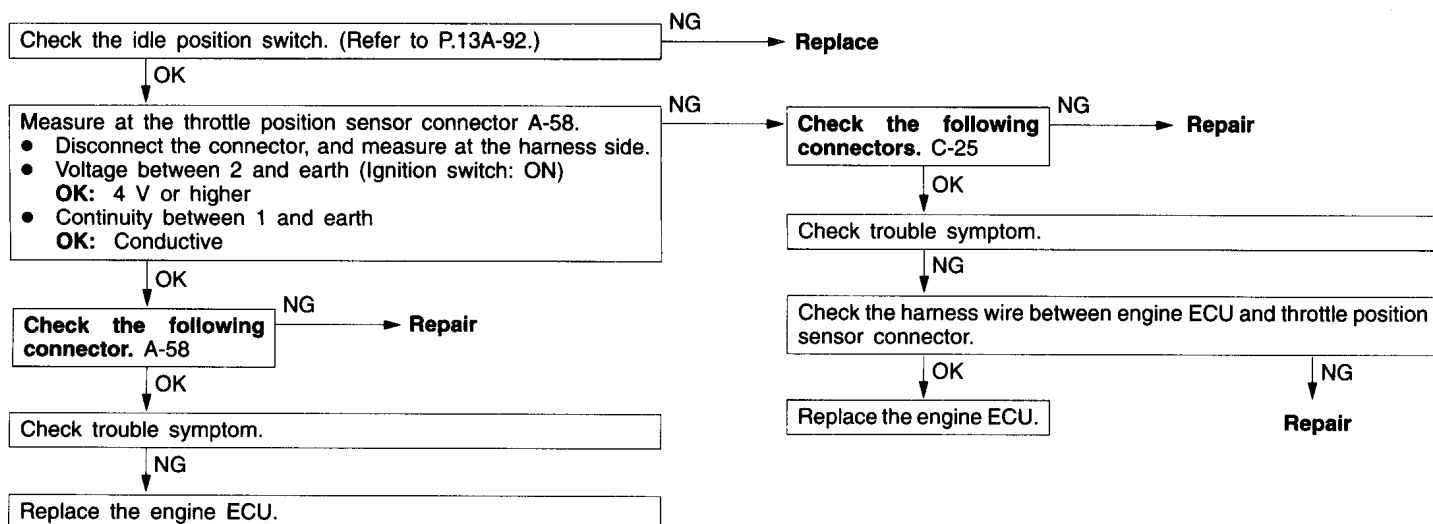 Check the idle position switch. (Refer to P.13A-92.)
NG
Replace
OK
Measure at the throttle position sensor connector A-58.
● Disconnect the connector, and measure at the harness side.
● Voltage between 2 and earth (Ignition switch: ON)
OK: 4 V or higher
● Continuity between 1 and earth
OK: Conductive
NG
Check the following
connectors. C-25
NG
Repair
OK
Check trouble symptom.
NG
Check the harness wire between engine ECU and throttle position
sensor connector.
OK
NG
Replace the engine ECU.
Repair
OK
Check the following
connector. A-58
NG
Repair
OK
Check trouble symptom.
NG
Replace the engine ECU.